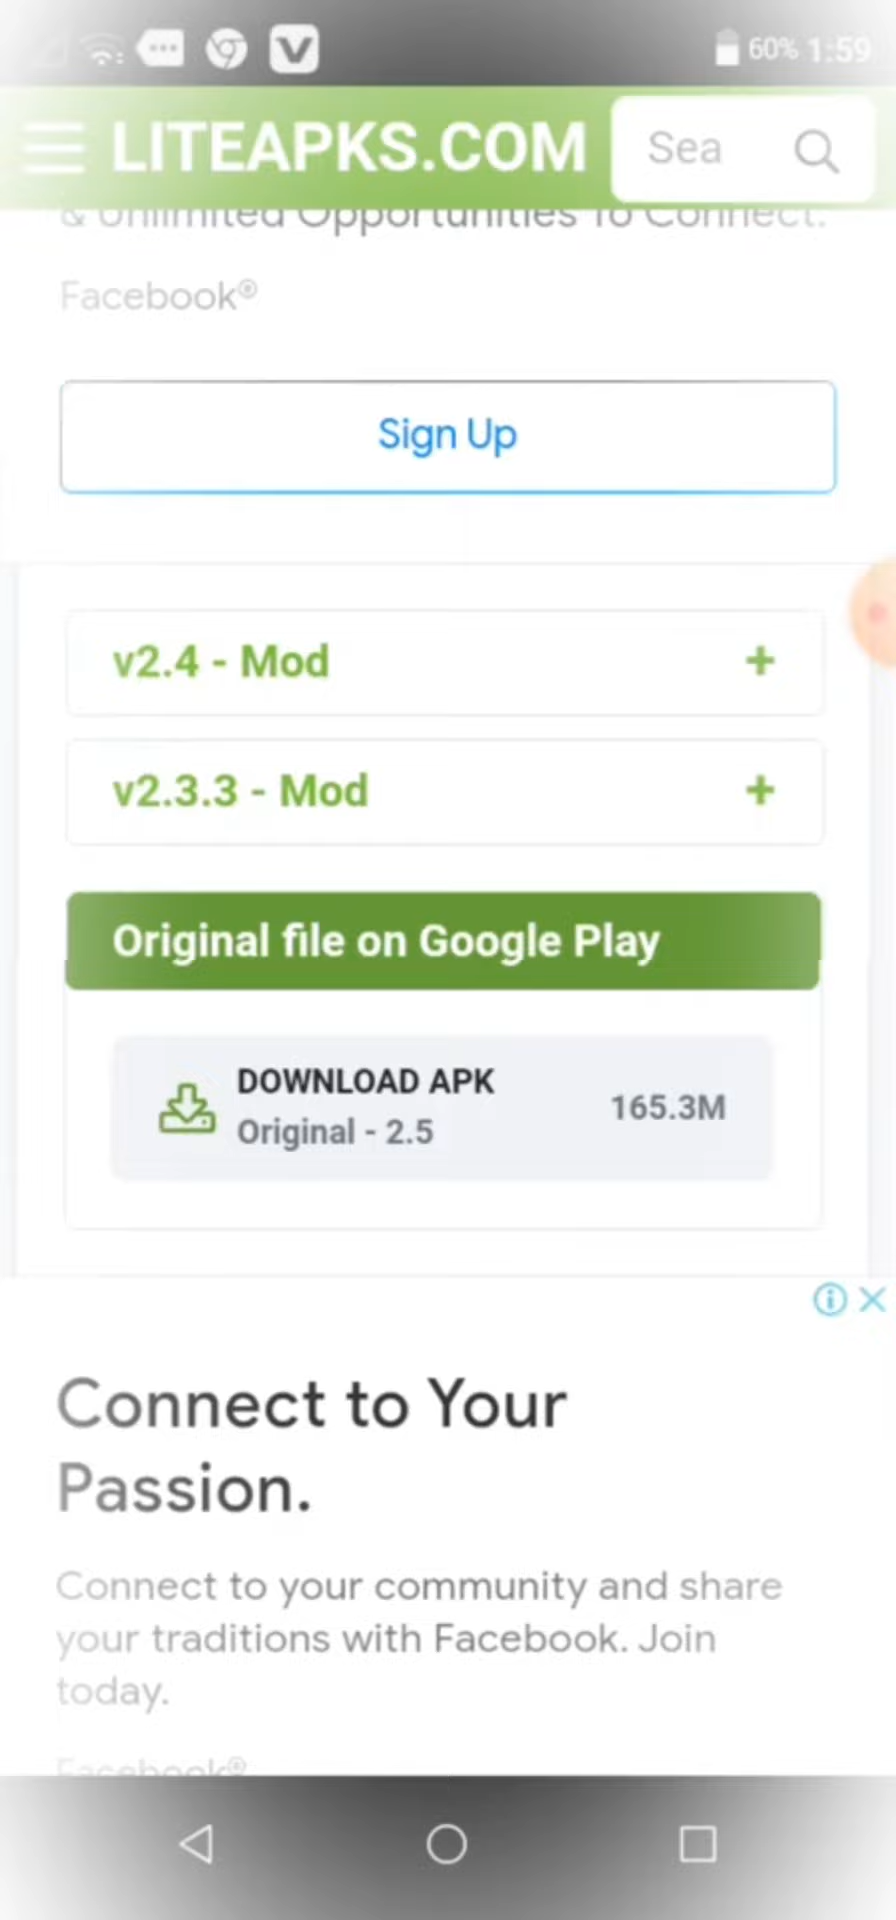 60% 1:59
LITEAPKS.COM
Sea
& Unlimited Opportunities To Connect.
Facebook®
Sign Up
v2.4 - Mod +
v2.3.3 - Mod +
Original file on Google Play
DOWNLOAD APK
Original - 2.5
165.3M
Connect to Your
Passion.
Connect to your community and share
your traditions with Facebook. Join
today.
Facebook®